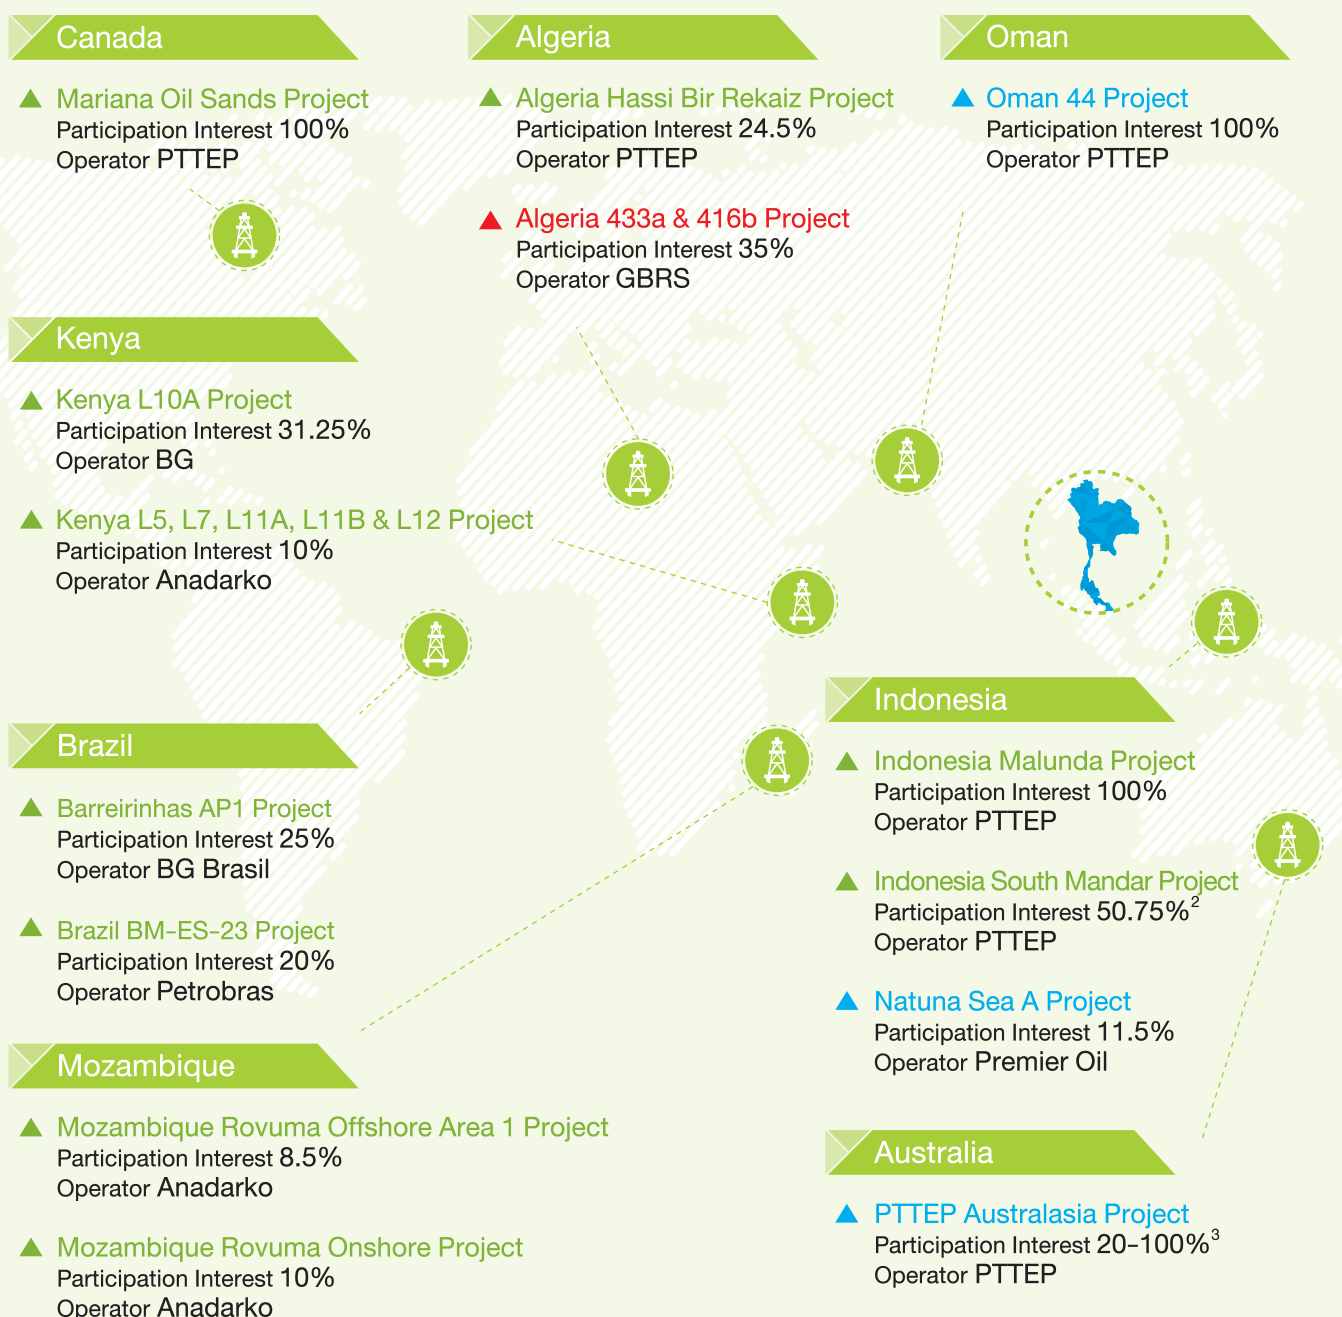 Canada
Mariana Oil Sands Project
Participation Interest 100%
Operator PTTEP
Algeria
Algeria Hassi Bir Rekaiz Project
Participation Interest 24.5%
Operator PTTEP
Algeria 433a & 416b Project
Participation Interest 35%
Operator GBRS
Oman
Oman 44 Project
Participation Interest 100%
Operator PTTEP
Kenya
Kenya L10A Project
Participation Interest 31.25%
Operator BG
Kenya L5, L7, L11A, L11B & L12 Project
Participation Interest 10%
Operator Anadarko
Brazil
Barreirinhas AP1 Project
Participation Interest 25%
Operator BG Brasil
Brazil BM-ES-23 Project
Participation Interest 20%
Operator Petrobras
Mozambique
Mozambique Rovuma Offshore Area 1 Project
Participation Interest 8.5%
Operator Anadarko
Mozambique Rovuma Onshore Project
Participation Interest 10%
Operator Anadarko
Indonesia
Indonesia Malunda Project
Participation Interest 100%
Operator PTTEP
Indonesia South Mandar Project
Participation Interest 50.75%²
Operator PTTEP
Natuna Sea A Project
Participation Interest 11.5%
Operator Premier Oil
Australia
PTTEP Australasia Project
Participation Interest 20-100%³
Operator PTTEP